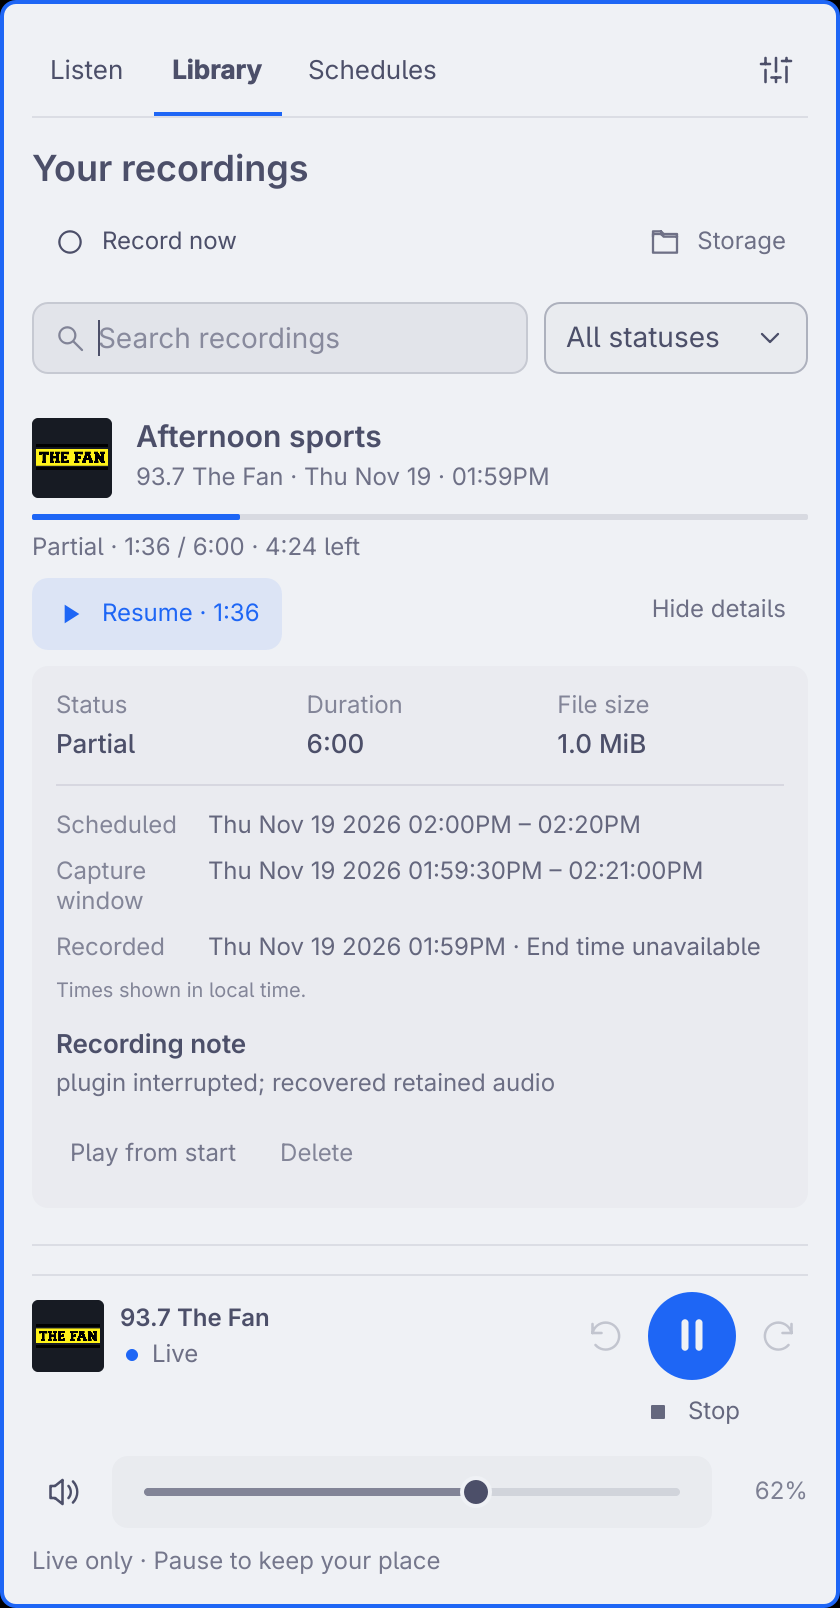 Listen Library Schedules
Your recordings
Record now Storage
Search recordings All statuses
THE FAN
Afternoon sports
93.7 The Fan · Thu Nov 19 · 01:59PM
Partial · 1:36 / 6:00 · 4:24 left
Resume · 1:36 Hide details
Status Duration File size
Partial 6:00 1.0 MiB
Scheduled Thu Nov 19 2026 02:00PM – 02:20PM
Capture window Thu Nov 19 2026 01:59:30PM – 02:21:00PM
Recorded Thu Nov 19 2026 01:59PM · End time unavailable
Times shown in local time.
Recording note
plugin interrupted; recovered retained audio
Play from start Delete
THE FAN
93.7 The Fan
Live
Stop
62%
Live only · Pause to keep your place